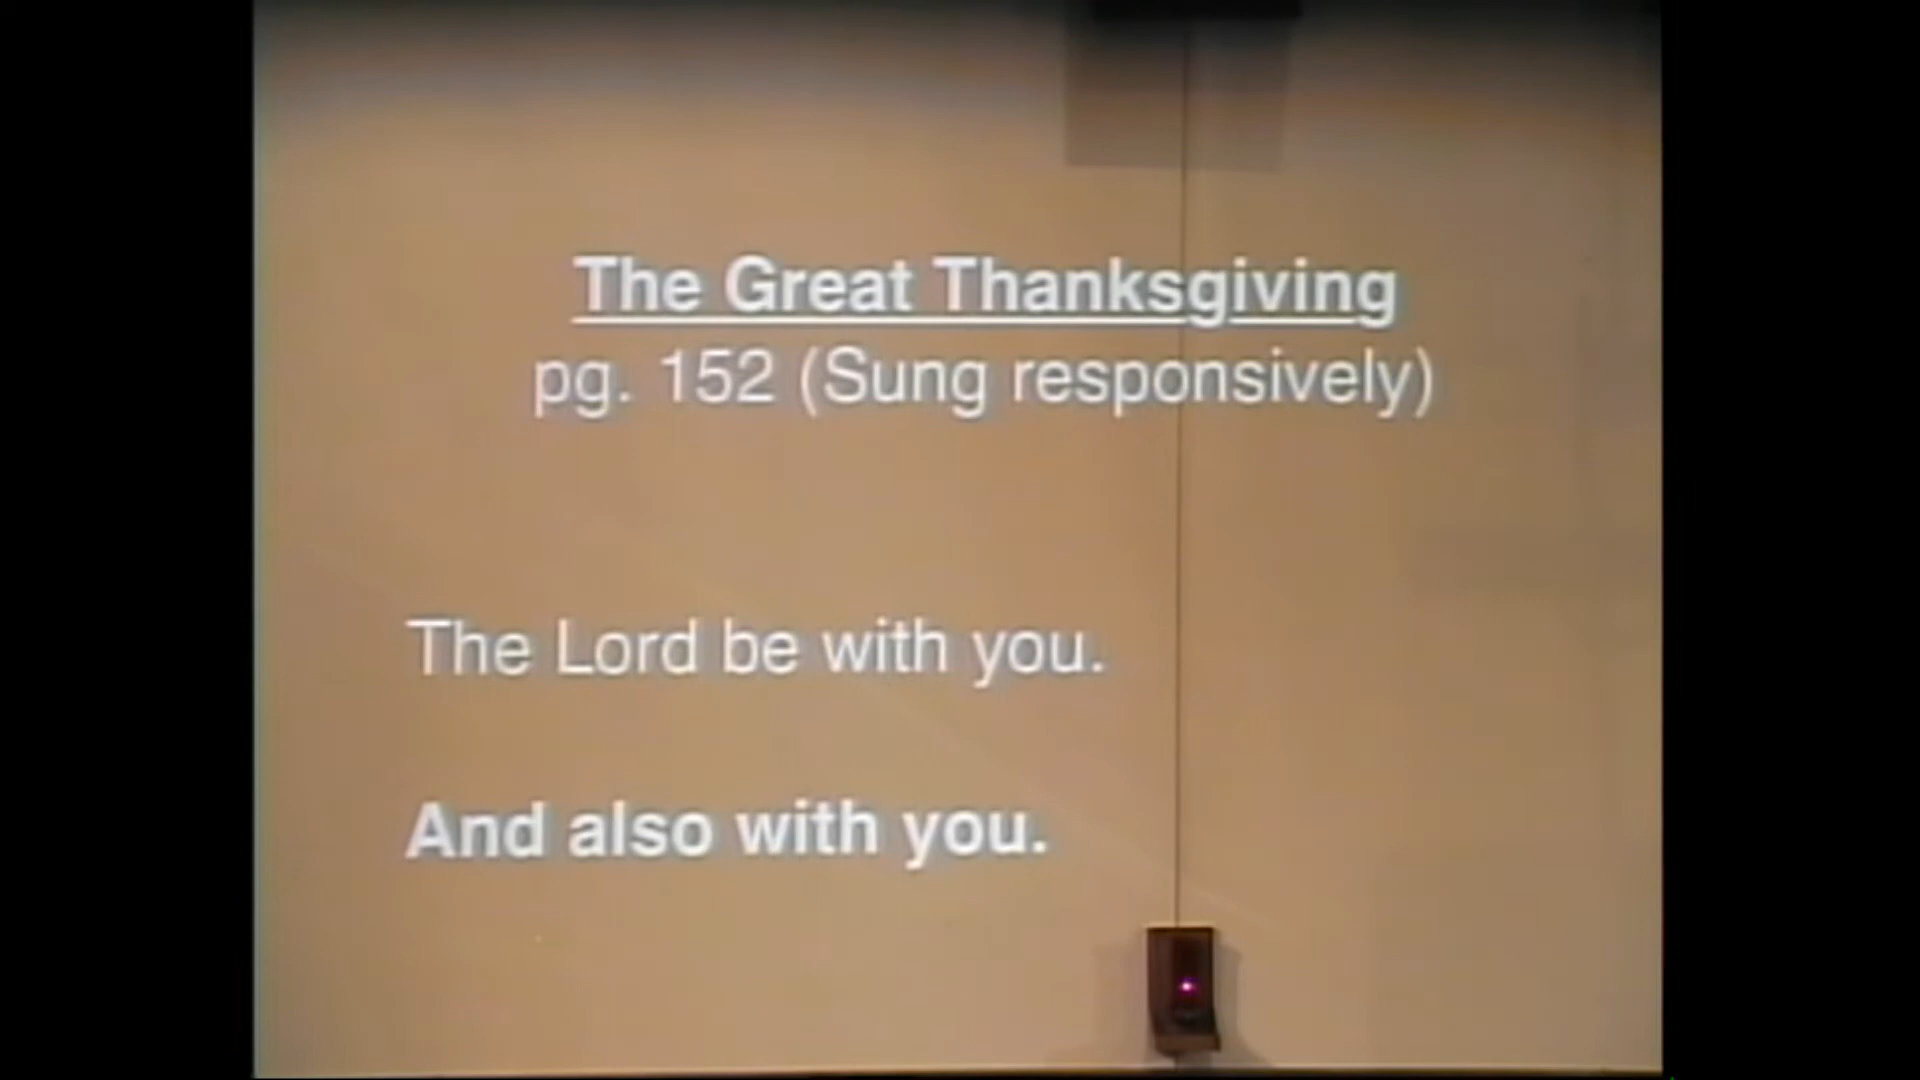 The Great Thanksgiving
pg. 152 (Sung responsively)
The Lord be with you.
And also with you.